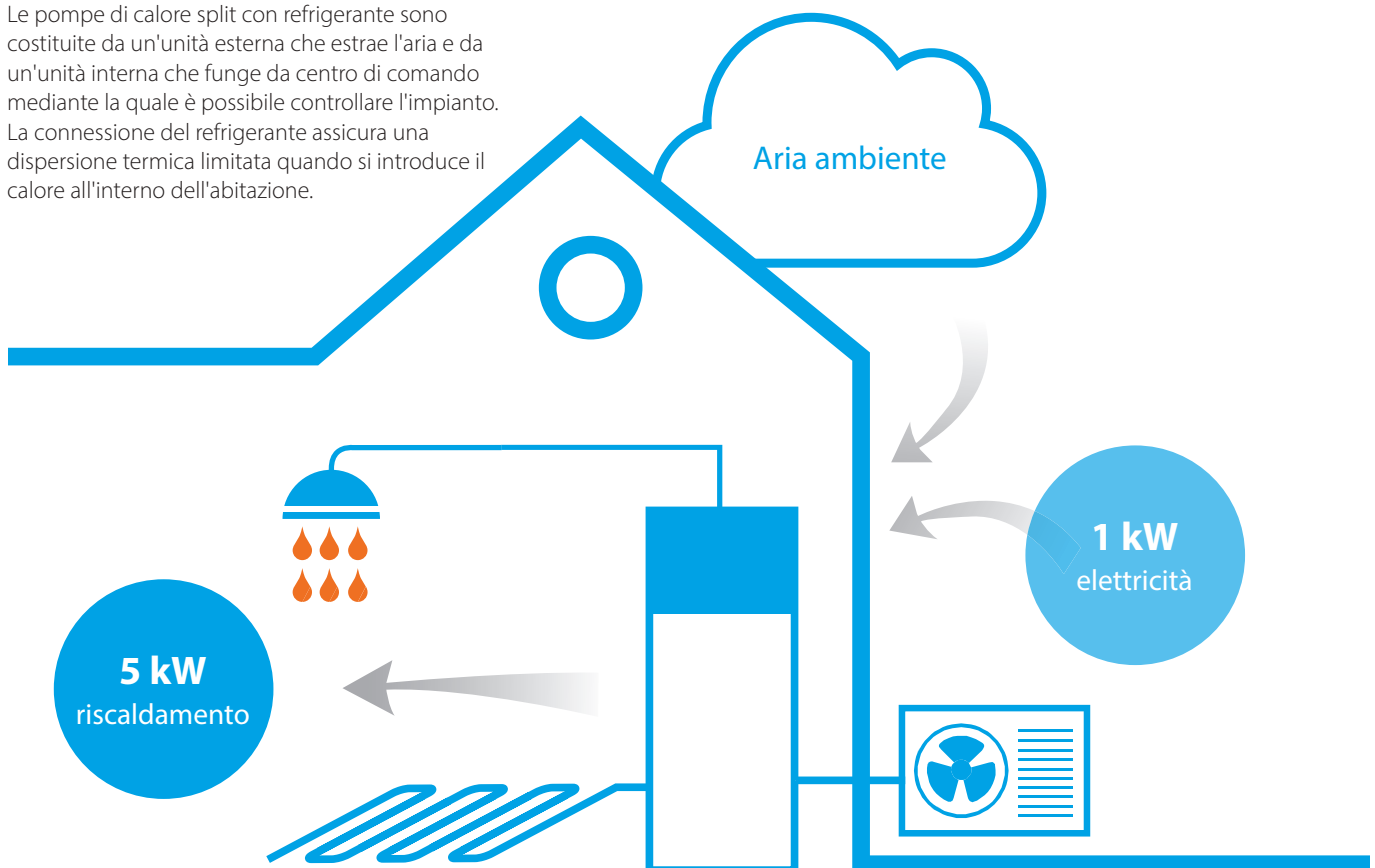 Le pompe di calore split con refrigerante sono
costituite da un'unità esterna che estrae l'aria e da
un'unità interna che funge da centro di comando
mediante la quale è possibile controllare l'impianto.
La connessione del refrigerante assicura una
dispersione termica limitata quando si introduce il
calore all'interno dell'abitazione.
Aria ambiente
1 kW
elettricità
5 kW
riscaldamento